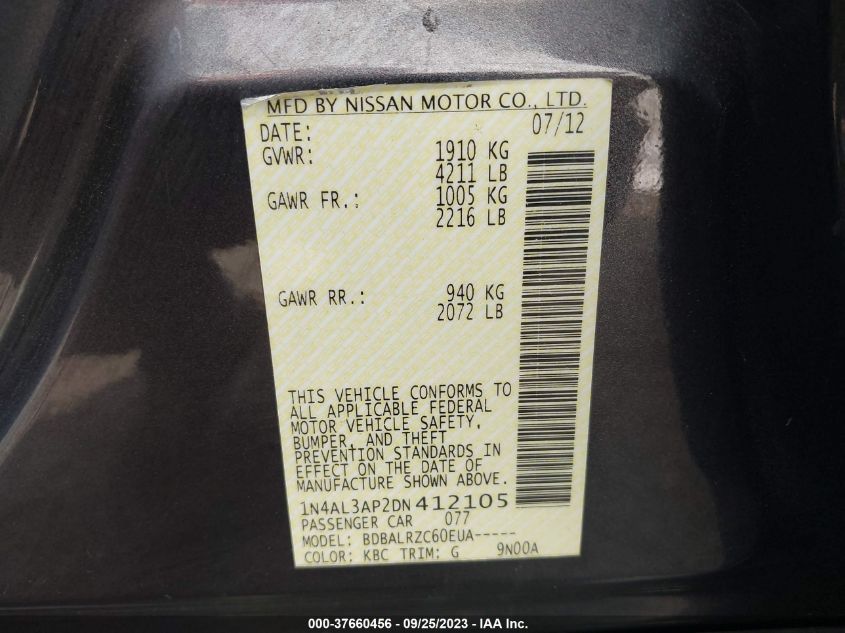 MFD BY NISSAN MOTOR CO., LTD.
DATE: 07/12
GVWR: 1910 KG
4211 LB
GAWR FR.: 1005 KG
2216 LB
GAWR RR.: 940 KG
2072 LB
THIS VEHICLE CONFORMS TO
ALL APPLICABLE FEDERAL
MOTOR VEHICLE SAFETY,
BUMPER, AND THEFT
PREVENTION STANDARDS IN
EFFECT ON THE DATE OF
MANUFACTURE SHOWN ABOVE.
1N4AL3AP2DN412105
PASSENGER CAR 077
MODEL: BDBALRZC60EUA-----
COLOR: KBC TRIM: G 9N00A
000-37660456 - 09/25/2023 - IAA Inc.